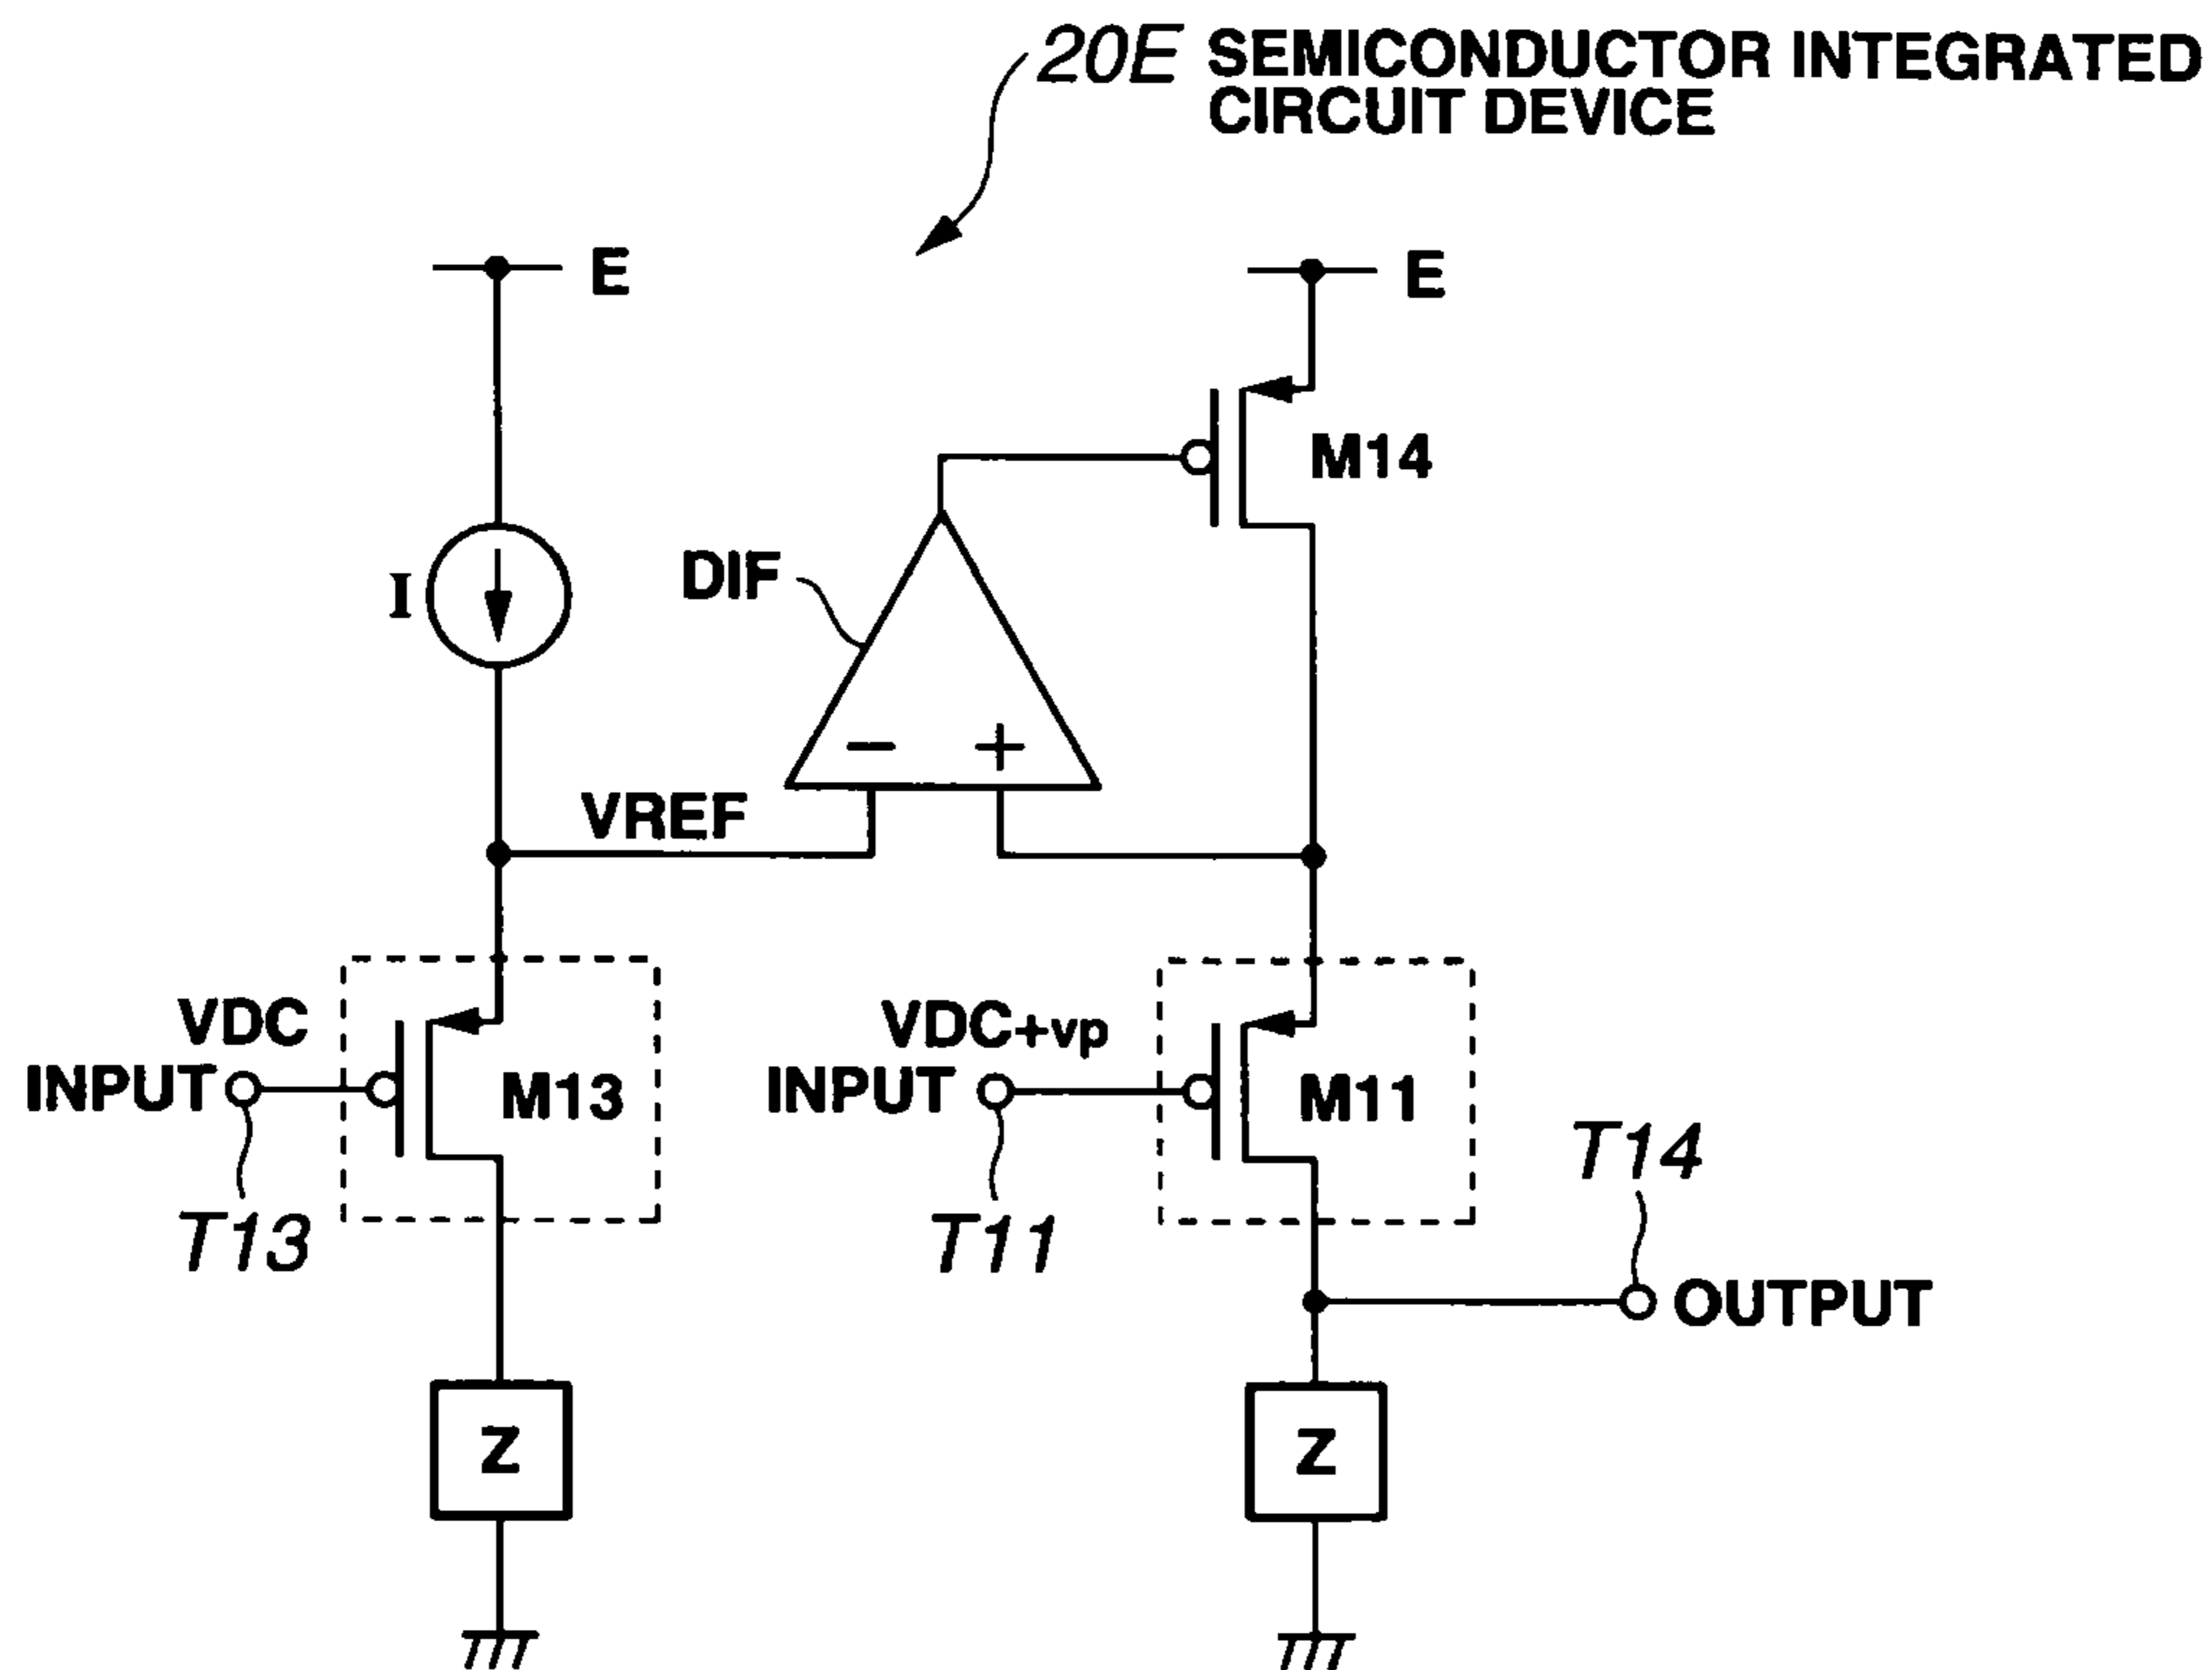 20E SEMICONDUCTOR INTEGRATED
CIRCUIT DEVICE
E
E
M14
DIF
I
− +
VREF
VDC
INPUT
M13
T13
VDC+vp
INPUT
M11
T11
T14
OUTPUT
Z
Z